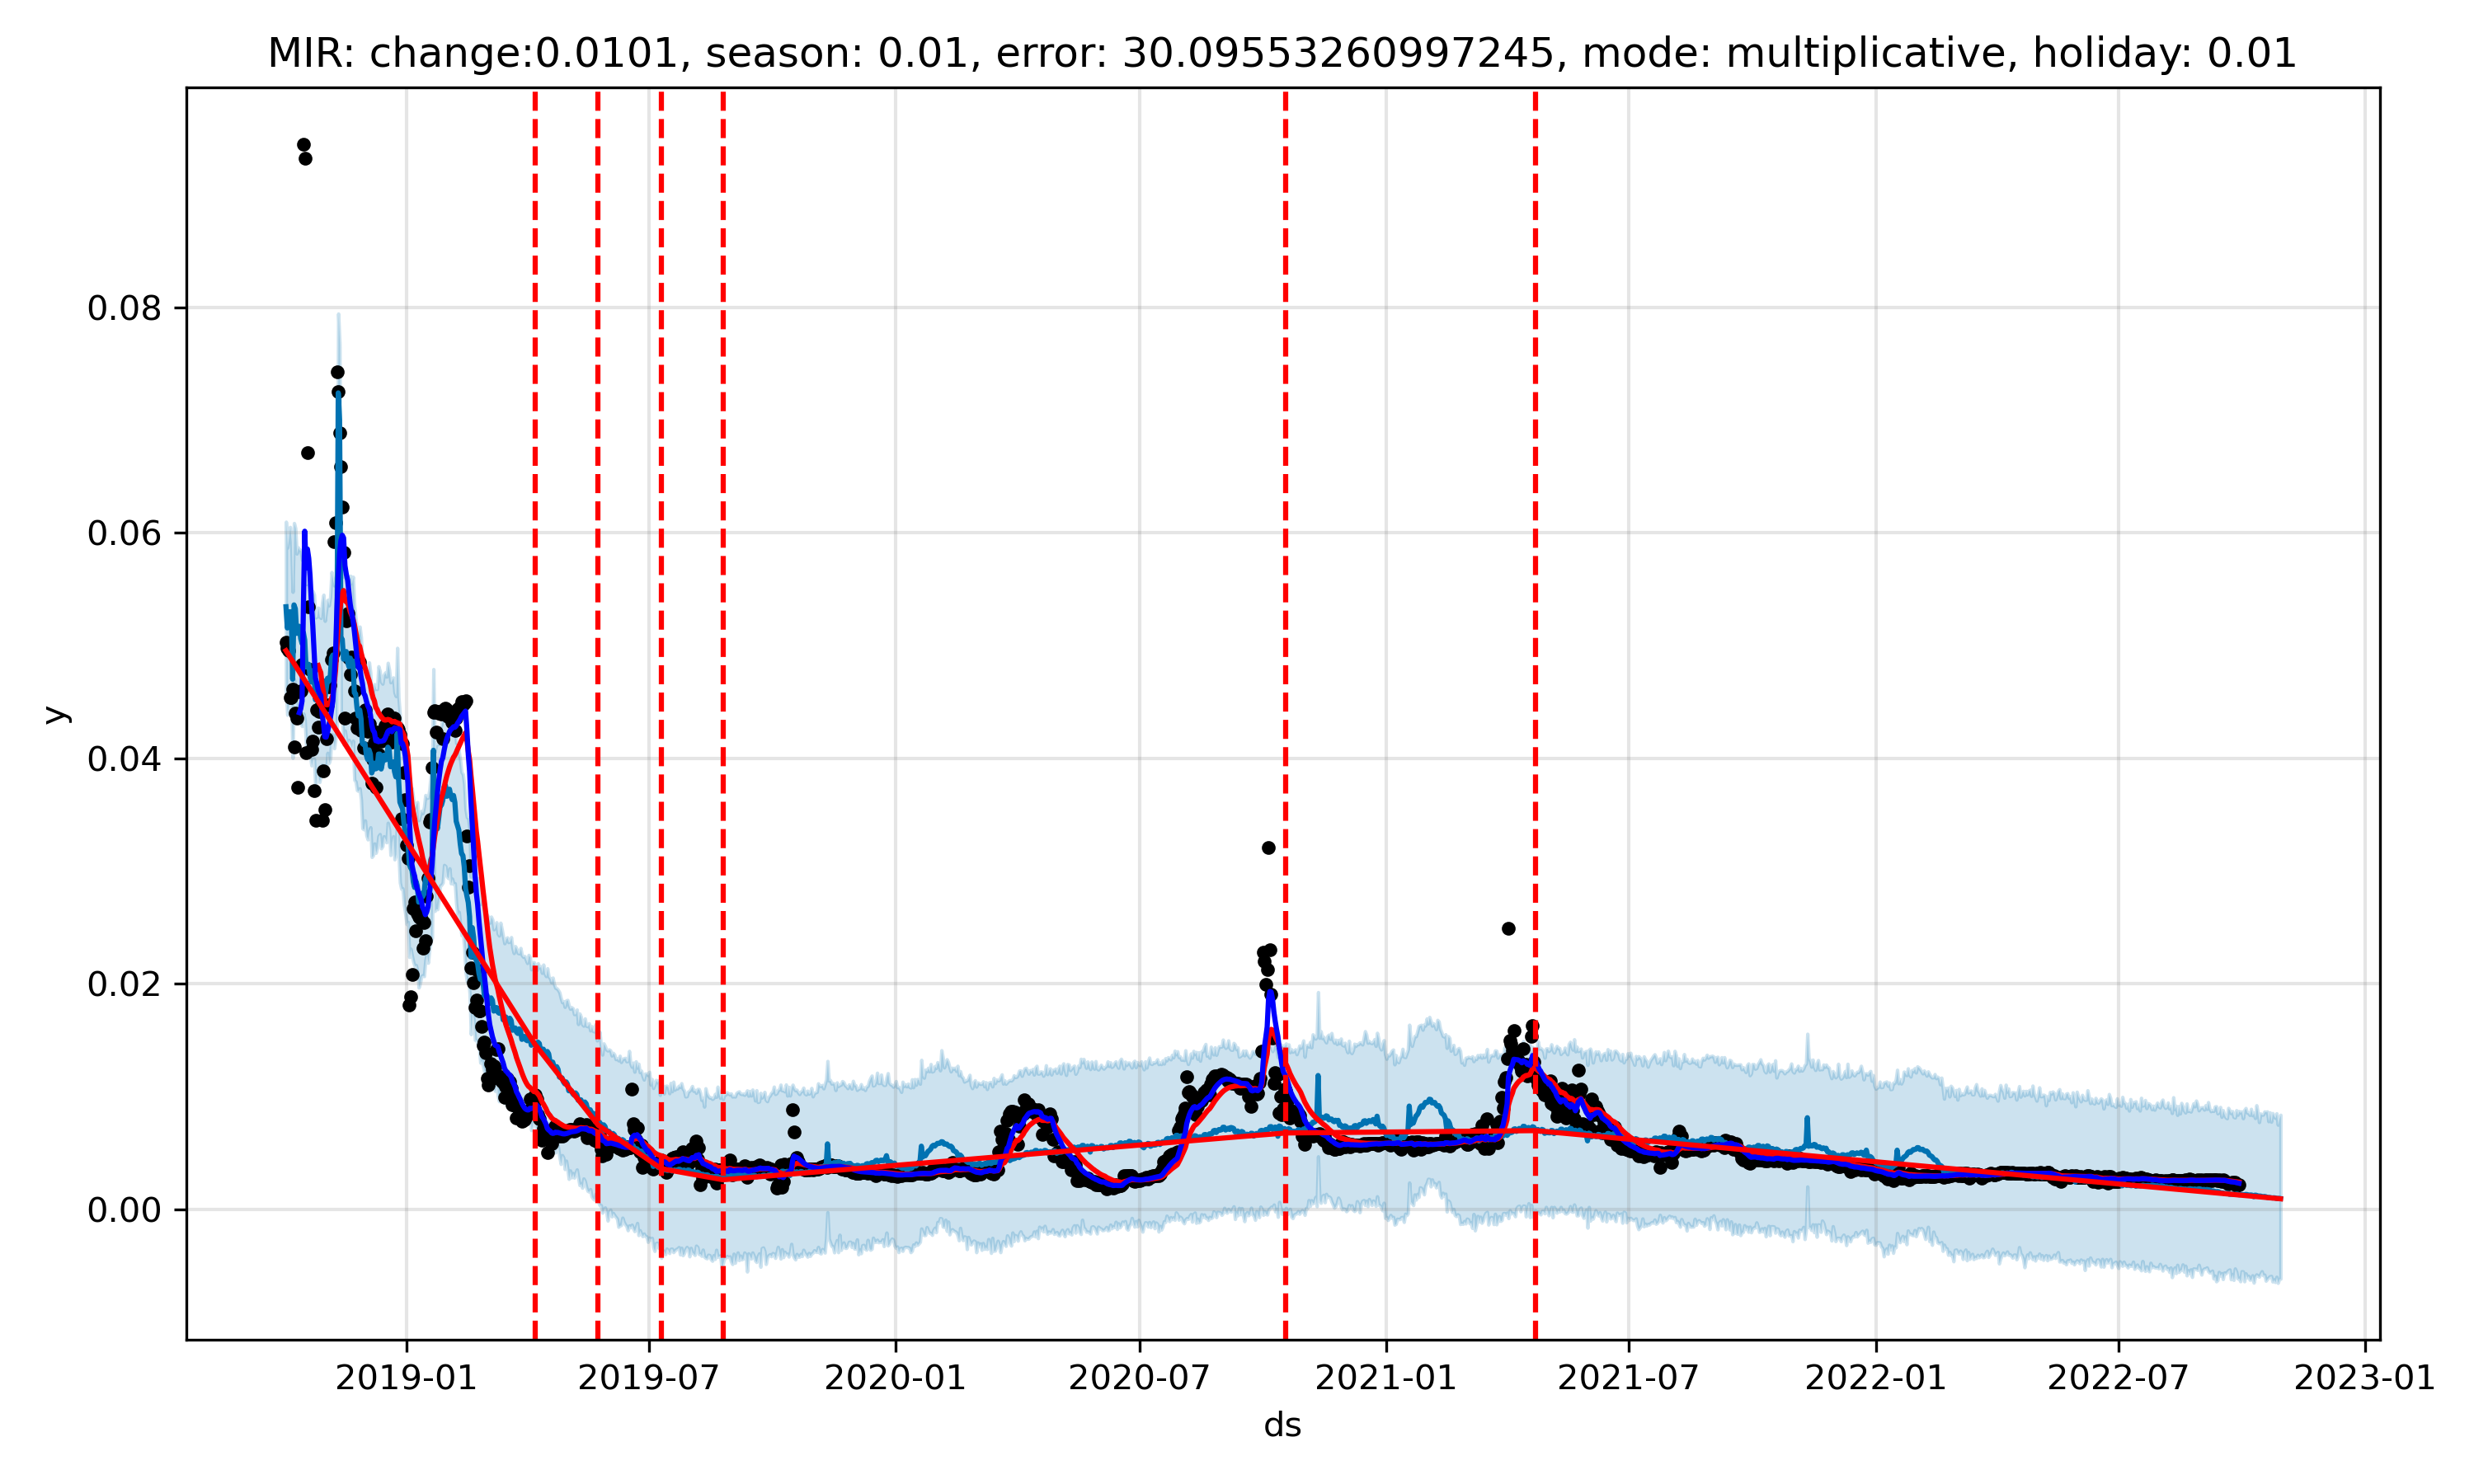 MIR: change:0.0101, season: 0.01, error: 30.09553260997245, mode: multiplicative, holiday: 0.01
y
0.08
0.06
0.04
0.02
0.00
2019-01 2019-07 2020-01 2020-07 2021-01 2021-07 2022-01 2022-07 2023-01
ds